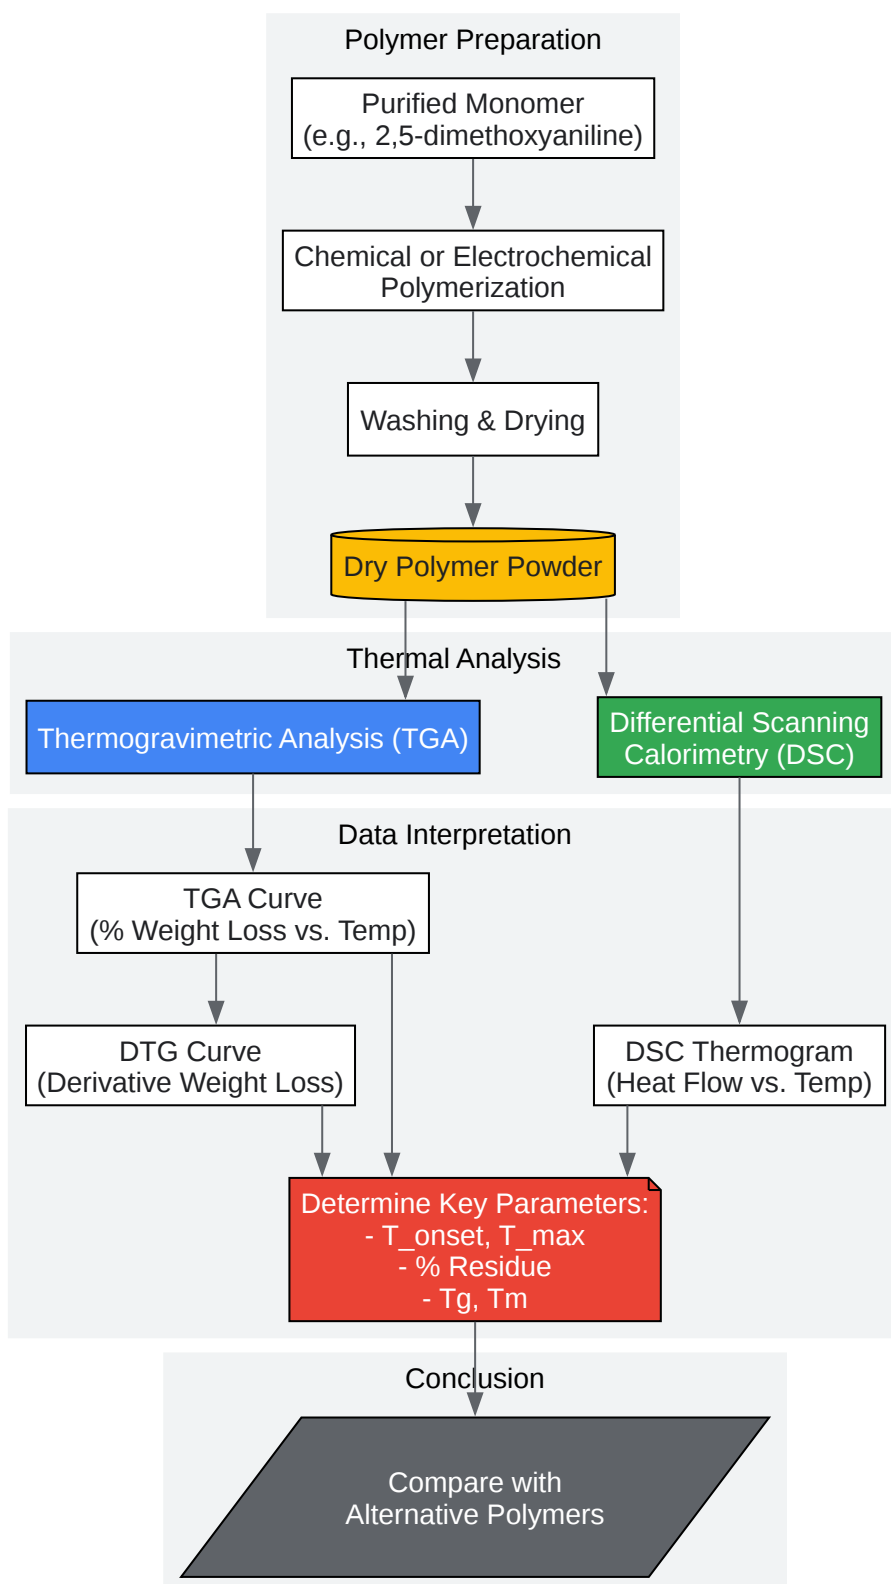 Polymer Preparation
Purified Monomer
(e.g., 2,5-dimethoxyaniline)
Chemical or Electrochemical
Polymerization
Washing & Drying
Dry Polymer Powder
Thermal Analysis
Thermogravimetric Analysis (TGA)
Differential Scanning
Calorimetry (DSC)
Data Interpretation
TGA Curve
(% Weight Loss vs. Temp)
DTG Curve
(Derivative Weight Loss)
DSC Thermogram
(Heat Flow vs. Temp)
Determine Key Parameters:
- T_onset, T_max
- % Residue
- Tg, Tm
Conclusion
Compare with
Alternative Polymers